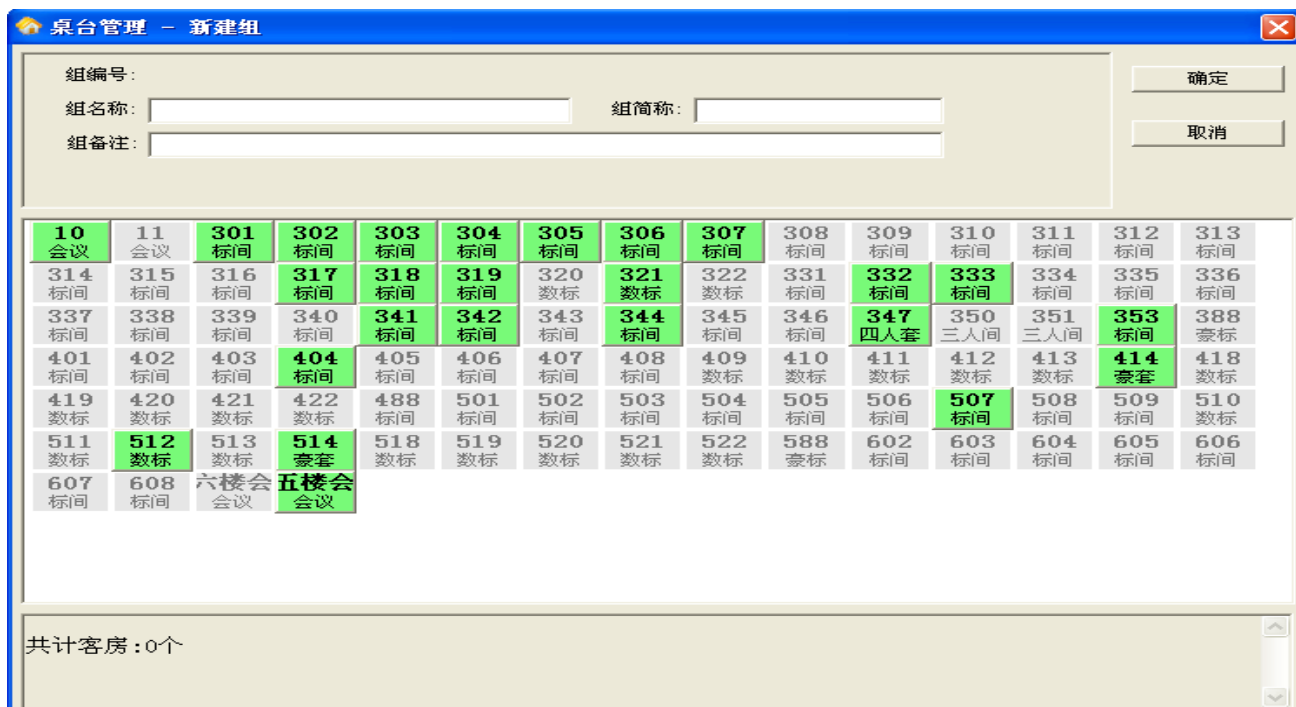 桌台管理 - 新建组
组编号:
确定
组名称:
组简称:
组备注:
取消
10 11 301 302 303 304 305 306 307 308 309 310 311 312 313
会议 会议 标间 标间 标间 标间 标间 标间 标间 标间 标间 标间 标间 标间 标间
314 315 316 317 318 319 320 321 322 331 332 333 334 335 336
标间 标间 标间 标间 标间 标间 数标 数标 数标 标间 标间 标间 标间 标间 标间
337 338 339 340 341 342 343 344 345 346 347 350 351 353 388
标间 标间 标间 标间 标间 标间 标间 标间 标间 标间 四人套 三人间 三人间 标间 豪标
401 402 403 404 405 406 407 408 409 410 411 412 413 414 418
标间 标间 标间 标间 标间 标间 标间 标间 数标 数标 数标 数标 数标 豪套 数标
419 420 421 422 488 501 502 503 504 505 506 507 508 509 510
数标 数标 数标 数标 标间 标间 标间 标间 标间 标间 标间 标间 标间 标间 数标
511 512 513 514 518 519 520 521 522 588 602 603 604 605 606
数标 数标 数标 豪套 数标 数标 数标 数标 数标 豪标 标间 标间 标间 标间 标间
607 608 六楼会 五楼会
标间 标间 会议 会议
共计客房:0个